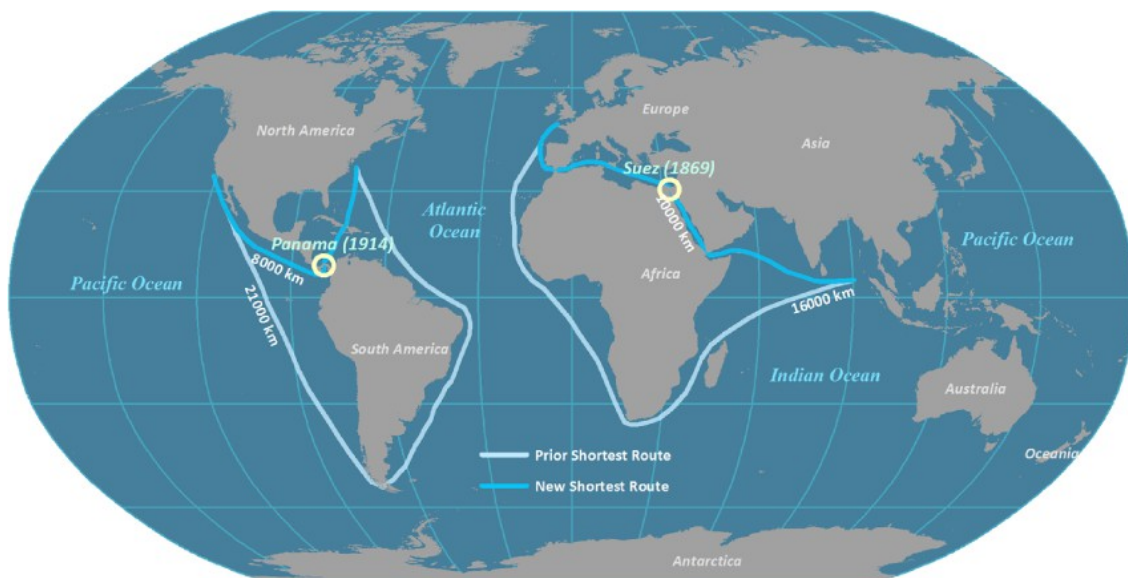 North America
Europe
Asia
Suez (1869)
Atlantic
Ocean
10000 km
Panama (1914)
8000 km
Pacific Ocean
Pacific Ocean
Africa
21000 km
16000 km
South America
Indian Ocean
Australia
Prior Shortest Route
Oceania
New Shortest Route
Antarctica